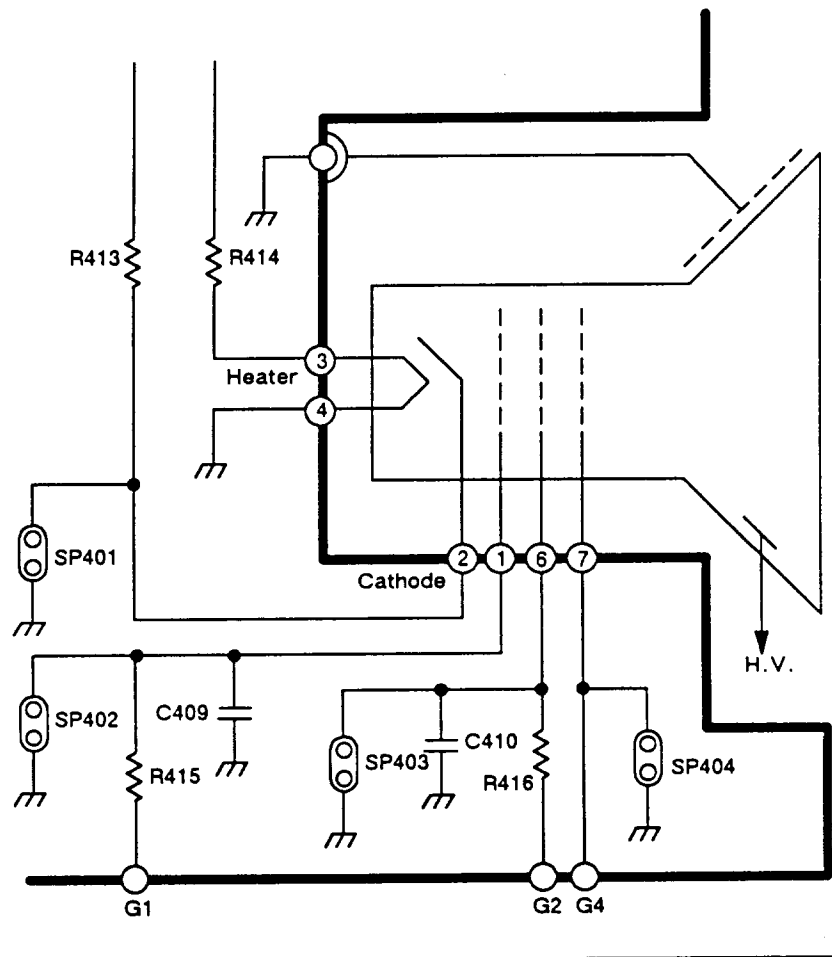 R413
R414
3
Heater
4
SP401
2
1
6
7
Cathode
H.V.
SP402
C409
R415
SP403
C410
R416
SP404
G1
G2
G4